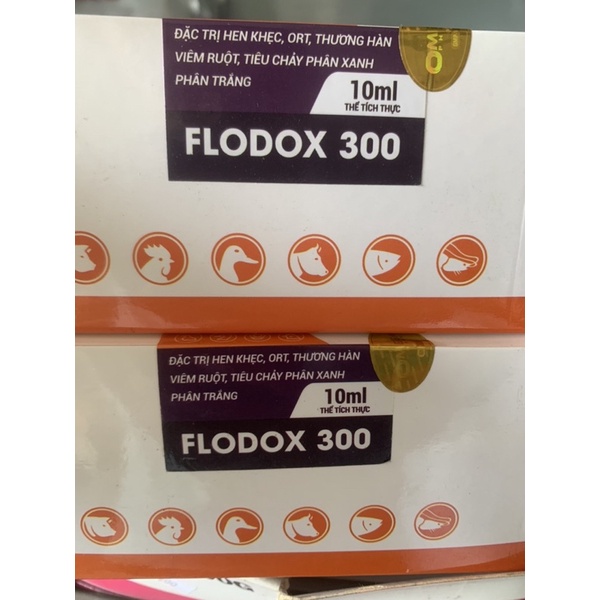 ĐẶC TRỊ HEN KHẸC, ORT, THƯƠNG HÀN
VIÊM RUỘT, TIÊU CHẢY PHÂN XANH
PHÂN TRẮNG
10ml
THỂ TÍCH THỰC
FLODOX 300
ĐẶC TRỊ HEN KHẸC, ORT, THƯƠNG HÀN
VIÊM RUỘT, TIÊU CHẢY PHÂN XANH
PHÂN TRẮNG
10ml
THỂ TÍCH THỰC
FLODOX 300